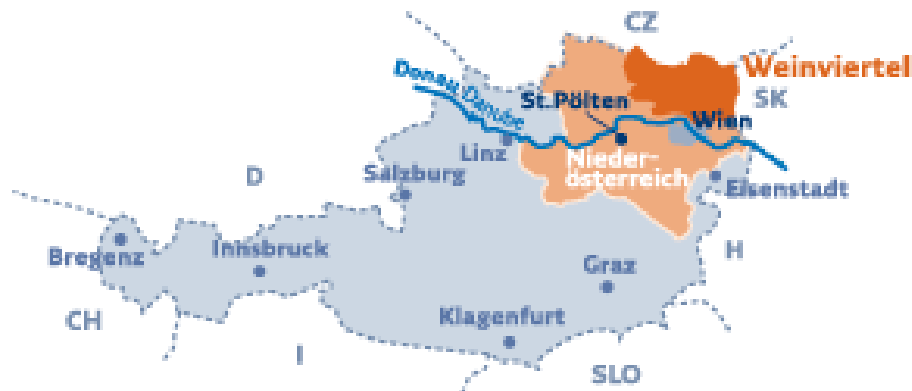 CZ
Weinviertel
Donau Danube
St.Pölten
SK
Wien
Linz
Nieder-
österreich
D
Salzburg
Eisenstadt
Bregenz
Innsbruck
H
Graz
CH
Klagenfurt
I
SLO